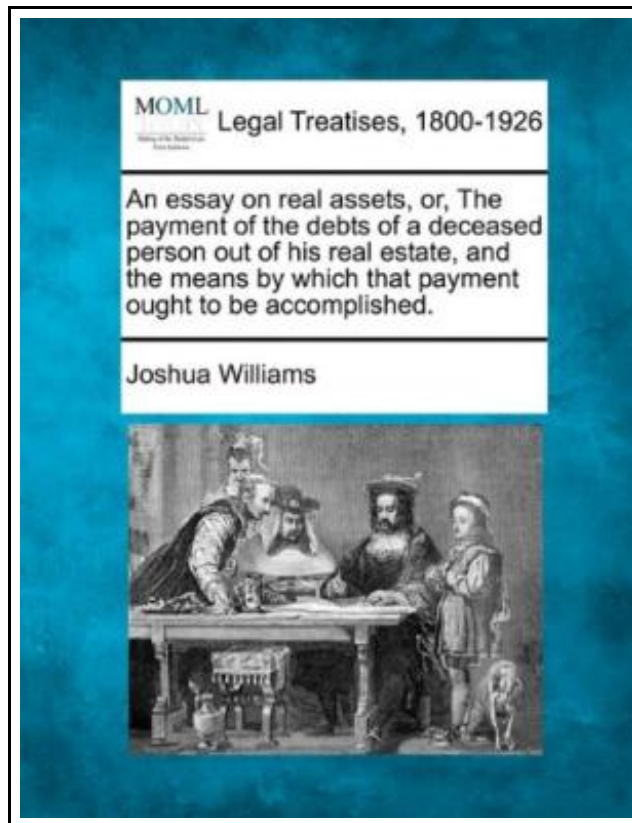 MOML
Legal Treatises, 1800-1926
An essay on real assets, or, The
payment of the debts of a deceased
person out of his real estate, and
the means by which that payment
ought to be accomplished.
Joshua Williams